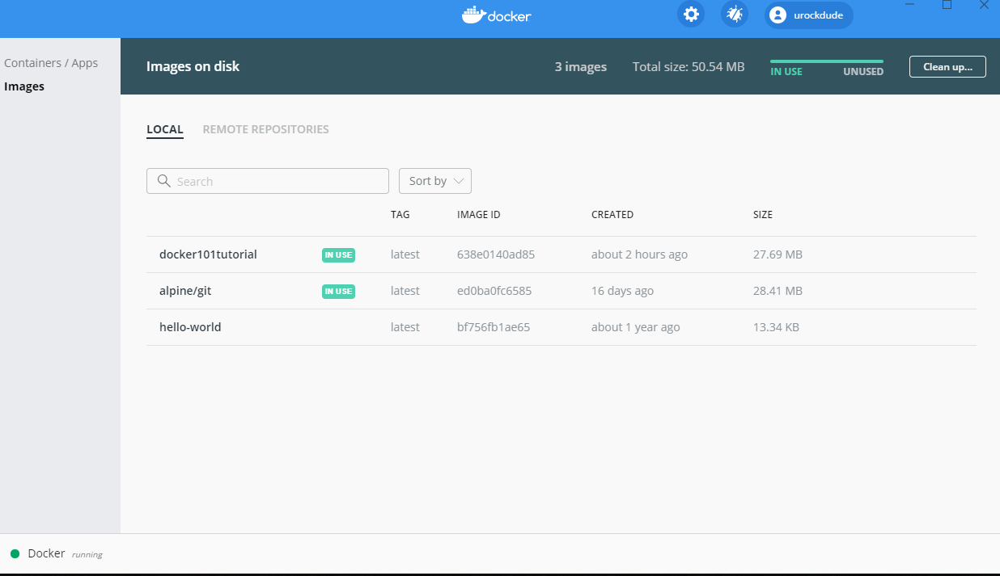 docker
urockdude
Containers / Apps
Images
Images on disk
3 images
Total size: 50.54 MB
IN USE
UNUSED
Clean up...
LOCAL
REMOTE REPOSITORIES
Search
Sort by
TAG IMAGE ID CREATED SIZE
docker101tutorial IN USE latest 638e0140ad85 about 2 hours ago 27.69 MB
alpine/git IN USE latest ed0ba0fc6585 16 days ago 28.41 MB
hello-world latest bf756fb1ae65 about 1 year ago 13.34 KB
Docker running